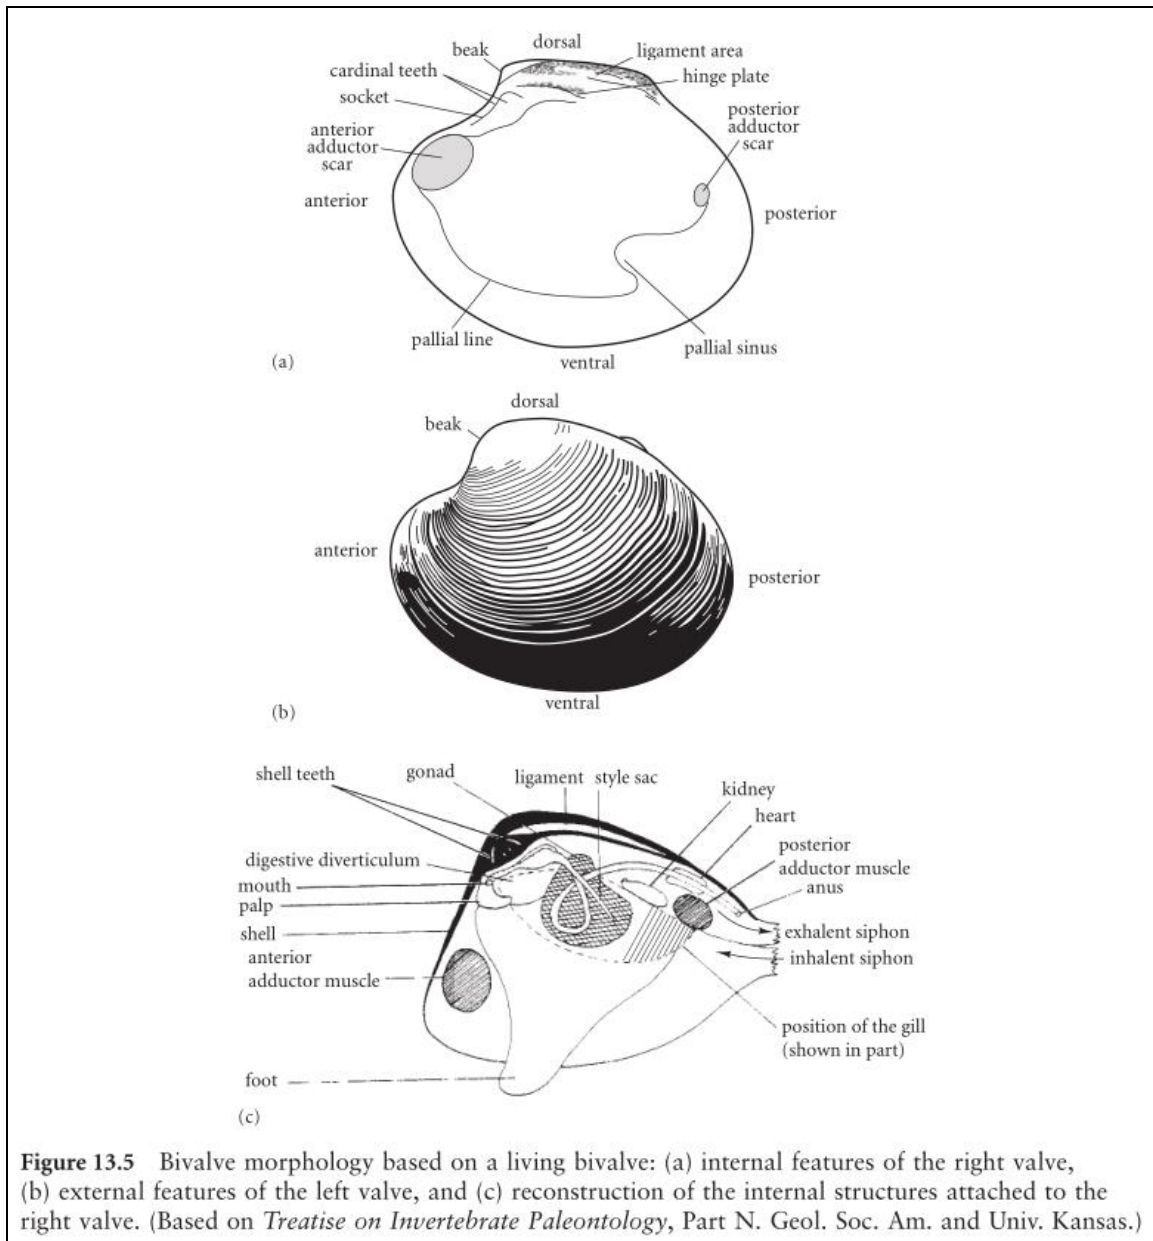 dorsal
beak
ligament area
cardinal teeth
hinge plate
socket
posterior
adductor
scar
anterior
adductor
scar
anterior
posterior
pallial line
pallial sinus
ventral
(a)
dorsal
beak
anterior
posterior
ventral
(b)
shell teeth
gonad
ligament
style sac
kidney
heart
posterior
adductor muscle
anus
digestive diverticulum
mouth
palp
shell
exhalent siphon
inhalent siphon
anterior
adductor muscle
position of the gill
(shown in part)
foot
(c)
Figure 13.5 Bivalve morphology based on a living bivalve: (a) internal features of the right valve,
(b) external features of the left valve, and (c) reconstruction of the internal structures attached to the
right valve. (Based on Treatise on Invertebrate Paleontology, Part N. Geol. Soc. Am. and Univ. Kansas.)